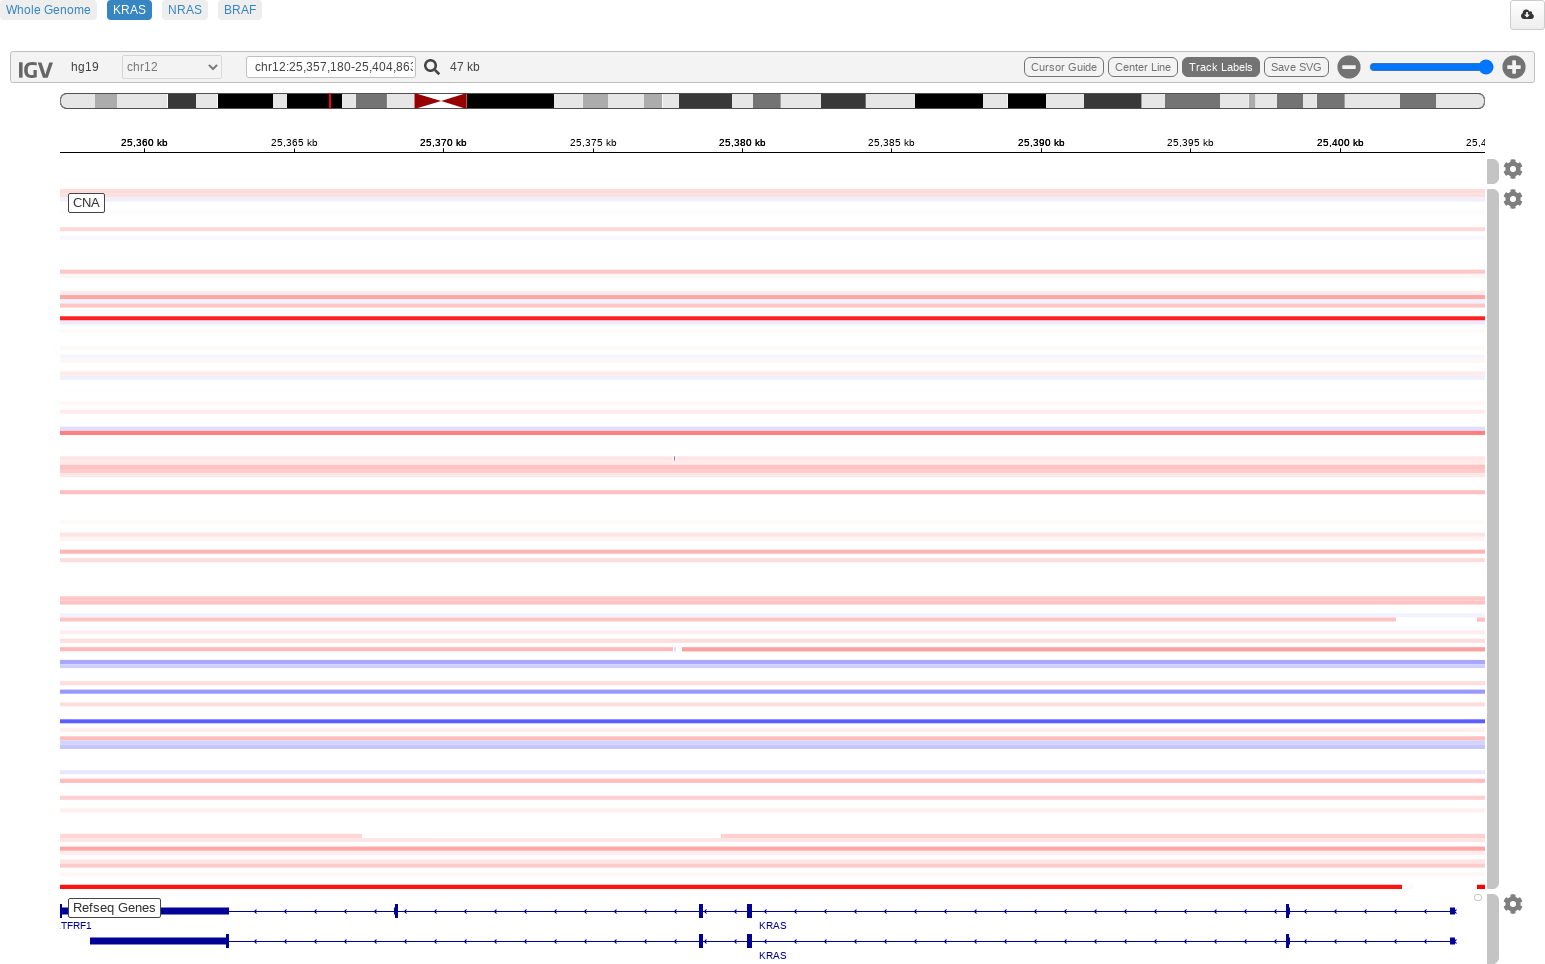 Whole Genome KRAS NRAS BRAF
IGV hg19 chr12 chr12:25,357,180-25,404,863 47 kb Cursor Guide Center Line Track Labels Save SVG
25,360 kb 25,365 kb 25,370 kb 25,375 kb 25,380 kb 25,385 kb 25,390 kb 25,395 kb 25,400 kb 25,4
CNA
Refseq Genes
TFRF1 KRAS
KRAS